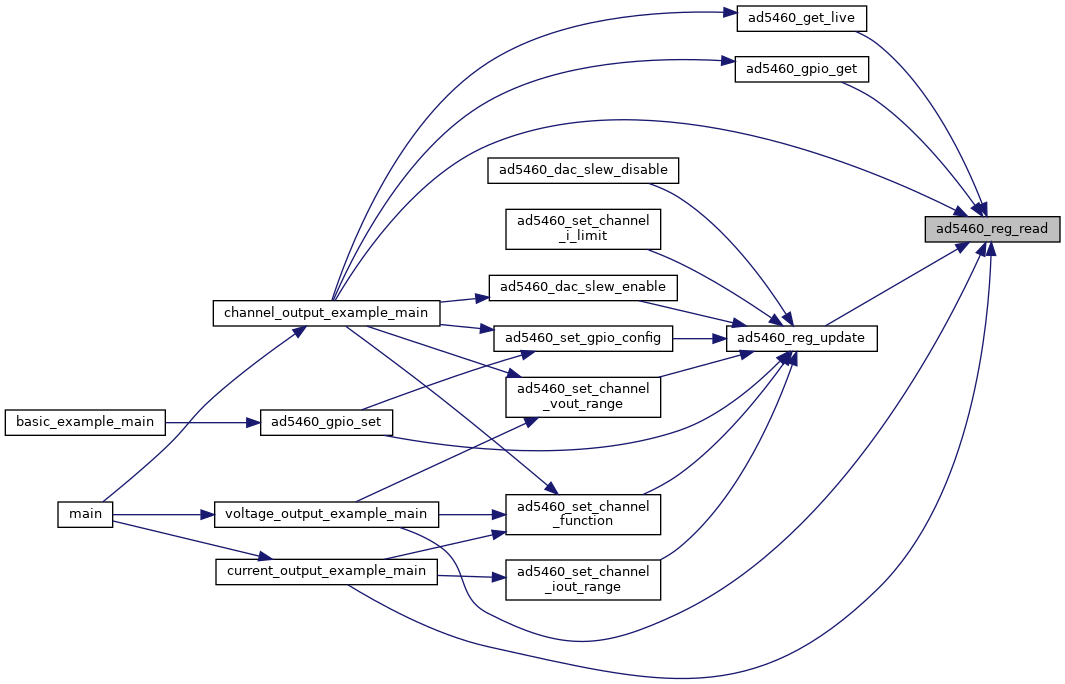 ad5460_get_live
ad5460_gpio_get
ad5460_dac_slew_disable
ad5460_set_channel
_i_limit
ad5460_reg_read
ad5460_dac_slew_enable
channel_output_example_main
ad5460_set_gpio_config
ad5460_reg_update
ad5460_set_channel
_vout_range
basic_example_main
ad5460_gpio_set
ad5460_set_channel
_function
main
voltage_output_example_main
current_output_example_main
ad5460_set_channel
_iout_range